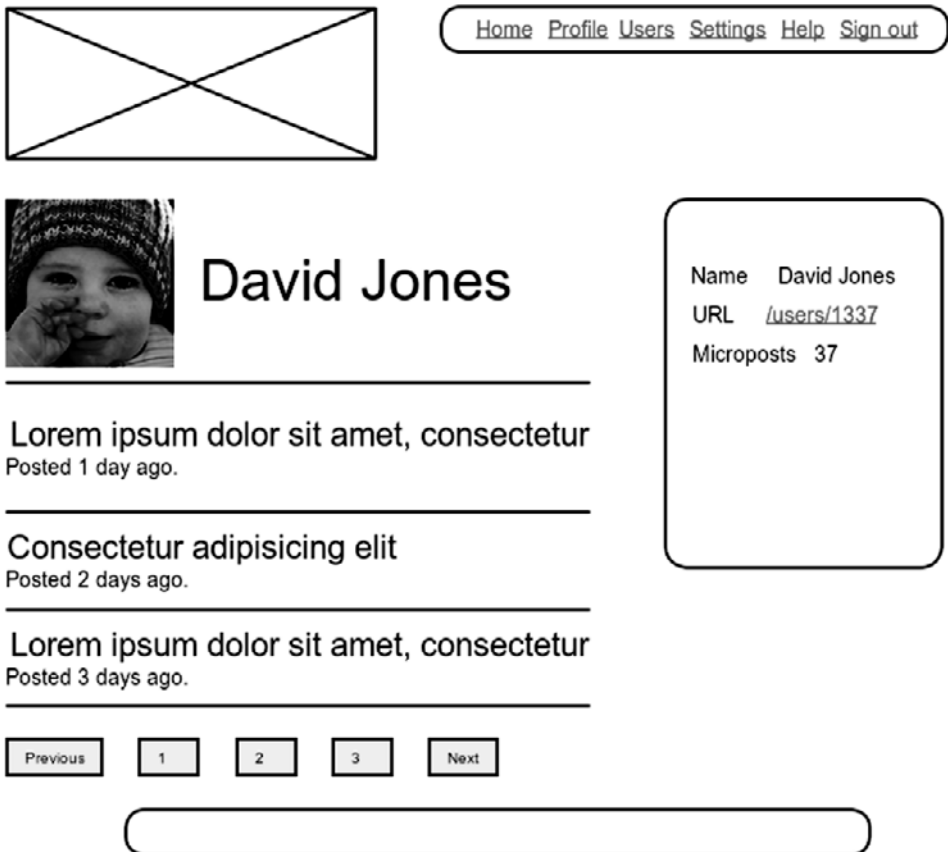 Home Profile Users Settings Help Sign out
David Jones
Name David Jones
URL /users/1337
Microposts 37
Lorem ipsum dolor sit amet, consectetur
Posted 1 day ago.
Consectetur adipisicing elit
Posted 2 days ago.
Lorem ipsum dolor sit amet, consectetur
Posted 3 days ago.
Previous 1 2 3 Next